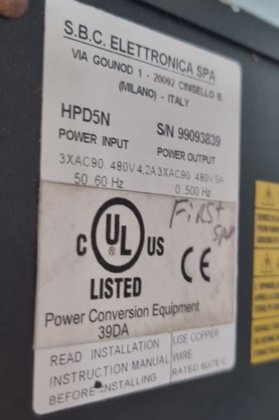 S.B.C. ELETTRONICA SPA
VIA GOUNOD 1 - 20092 CINISELLO B.
(MILANO) - ITALY
HPD5N S/N 99093839
POWER INPUT POWER OUTPUT
3XAC90..480V 4,2A 3XAC90..480V 5A
50..60 Hz 0..500 Hz
First
C UL US CE
LISTED
Power Conversion Equipment
39DA
READ INSTALLATION USE COPPER
INSTRUCTION MANUAL WIRE
BEFORE INSTALLING RATED 60/75°C